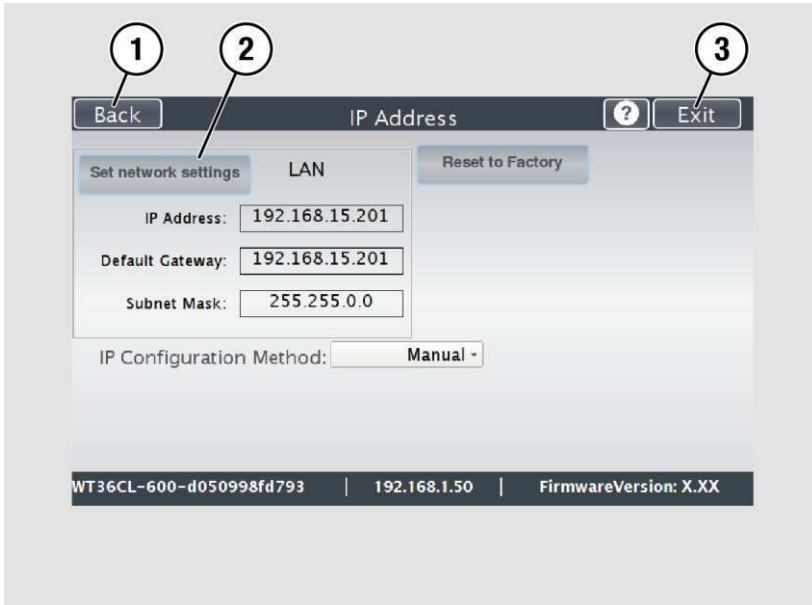 1 2 3
Back IP Address ? Exit
Set network settings LAN Reset to Factory
IP Address: 192.168.15.201
Default Gateway: 192.168.15.201
Subnet Mask: 255.255.0.0
IP Configuration Method: Manual
WT36CL-600-d050998fd793 | 192.168.1.50 | FirmwareVersion: X.XX